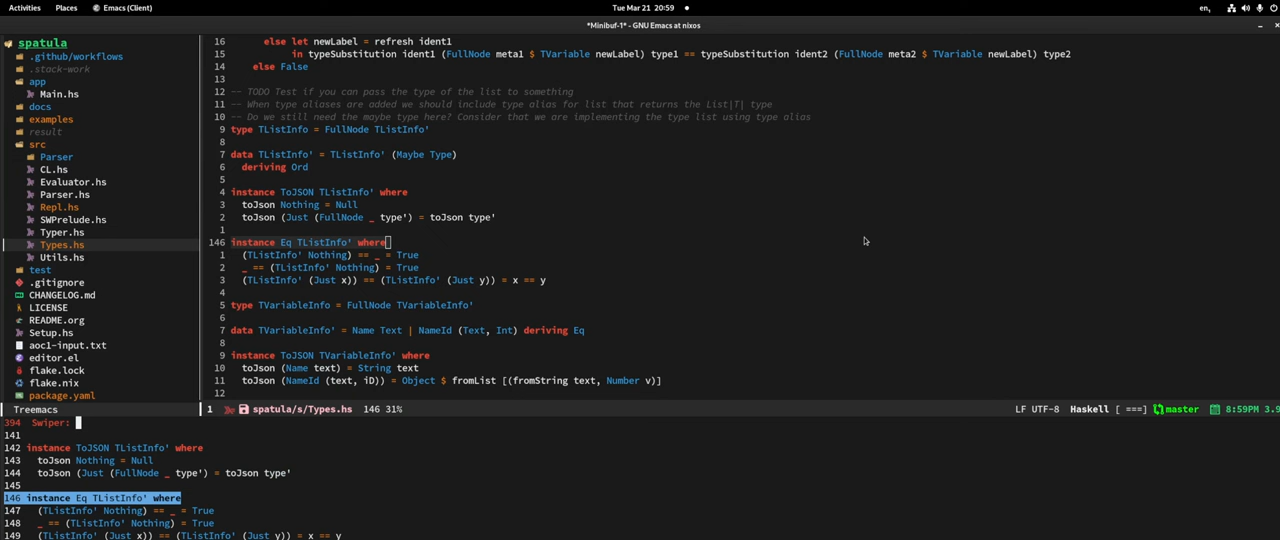 Activities Places Emacs (Client) Tue Mar 21 20:59 en,
*Minibuf-1* - GNU Emacs at nixos
spatula
.github/workflows
.stack-work
app
Main.hs
docs
examples
result
src
Parser
CL.hs
Evaluator.hs
Parser.hs
Repl.hs
SWPrelude.hs
Typer.hs
Types.hs
Utils.hs
test
.gitignore
CHANGELOG.md
LICENSE
README.org
Setup.hs
aoc1-input.txt
editor.el
flake.lock
flake.nix
package.yaml
Treemacs
16 else let newLabel = refresh ident1
15 in typeSubstitution ident1 (FullNode meta1 $ TVariable newLabel) type1 == typeSubstitution ident2 (FullNode meta2 $ TVariable newLabel) type2
14 else False
13
12 -- TODO Test if you can pass the type of the list to something
11 -- When type aliases are added we should include type alias for list that returns the List|T| type
10 -- Do we still need the maybe type here? Consider that we are implementing the type list using type alias
9 type TListInfo = FullNode TListInfo'
8
7 data TListInfo' = TListInfo' (Maybe Type)
6 deriving Ord
5
4 instance ToJSON TListInfo' where
3 toJson Nothing = Null
2 toJson (Just (FullNode _ type') = toJson type'
1
146 instance Eq TListInfo' where
1 (TListInfo' Nothing) == _ = True
2 _ == (TListInfo' Nothing) = True
3 (TListInfo' (Just x)) == (TListInfo' (Just y)) = x == y
4
5 type TVariableInfo = FullNode TVariableInfo'
6
7 data TVariableInfo' = Name Text | NameId (Text, Int) deriving Eq
8
9 instance ToJSON TVariableInfo' where
10 toJson (Name text) = String text
11 toJson (NameId (text, iD)) = Object $ fromList [(fromString text, Number v)]
12
1 spatula/s/Types.hs 146 31% LF UTF-8 Haskell [ ===] master 8:59PM 3.9
394 Swiper:
141
142 instance ToJSON TListInfo' where
143 toJson Nothing = Null
144 toJson (Just (FullNode _ type') = toJson type'
145
146 instance Eq TListInfo' where
147 (TListInfo' Nothing) == _ = True
148 _ == (TListInfo' Nothing) = True
149 (TListInfo' (Just x)) == (TListInfo' (Just y)) = x == y